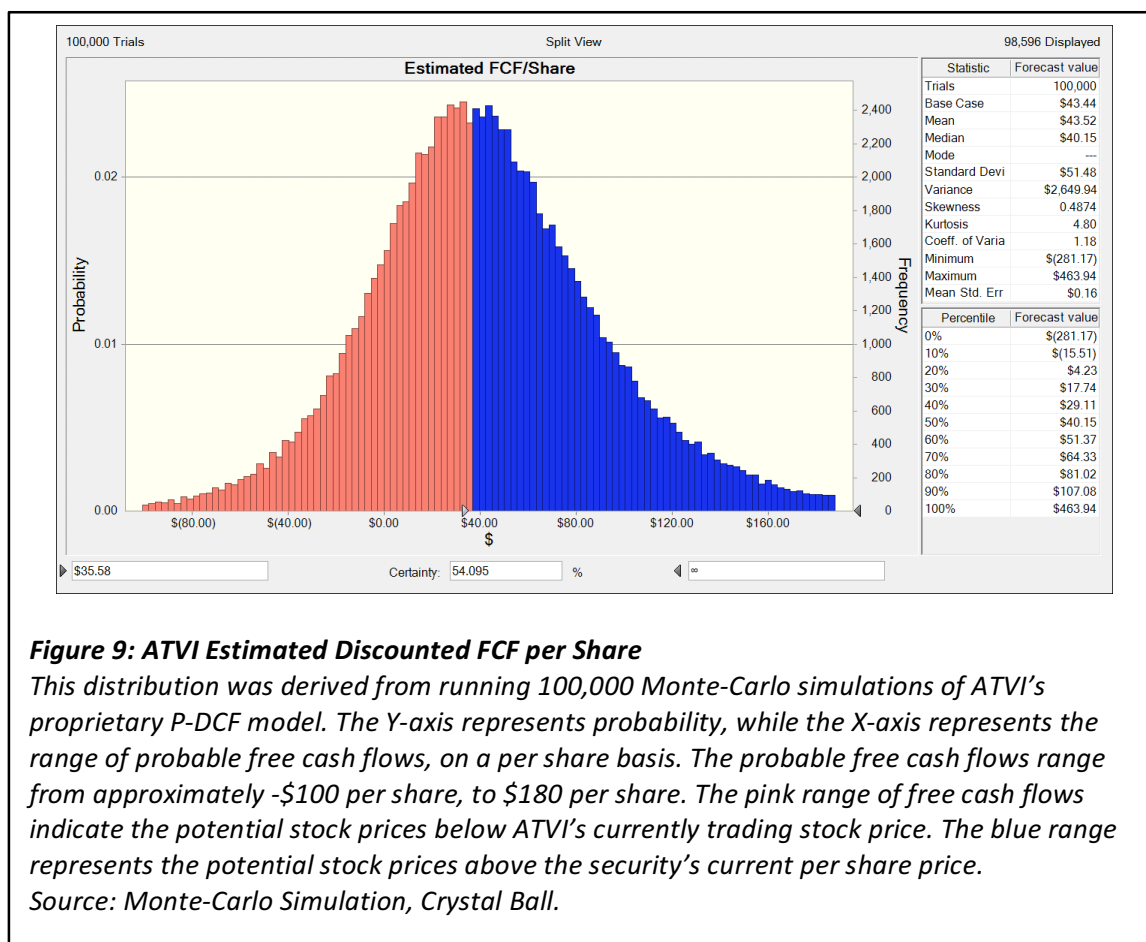 100,000 Trials
Split View
98,596 Displayed
Estimated FCF/Share
Probability
0.02
0.01
0.00
2,400
2,200
2,000
1,800
1,600
1,400
1,200
1,000
800
600
400
200
0
Frequency
$(80.00)
$(40.00)
$0.00
$40.00
$80.00
$120.00
$160.00
$
Statistic Forecast value
Trials 100,000
Base Case $43.44
Mean $43.52
Median $40.15
Mode ---
Standard Devi $51.48
Variance $2,649.94
Skewness 0.4874
Kurtosis 4.80
Coeff. of Varia 1.18
Minimum $(281.17)
Maximum $463.94
Mean Std. Err $0.16
Percentile Forecast value
0% $(281.17)
10% $(15.51)
20% $4.23
30% $17.74
40% $29.11
50% $40.15
60% $51.37
70% $64.33
80% $81.02
90% $107.08
100% $463.94
$35.58
Certainty: 54.095 %
∞
Figure 9: ATVI Estimated Discounted FCF per Share
This distribution was derived from running 100,000 Monte-Carlo simulations of ATVI’s
proprietary P-DCF model. The Y-axis represents probability, while the X-axis represents the
range of probable free cash flows, on a per share basis. The probable free cash flows range
from approximately -$100 per share, to $180 per share. The pink range of free cash flows
indicate the potential stock prices below ATVI’s currently trading stock price. The blue range
represents the potential stock prices above the security’s current per share price.
Source: Monte-Carlo Simulation, Crystal Ball.